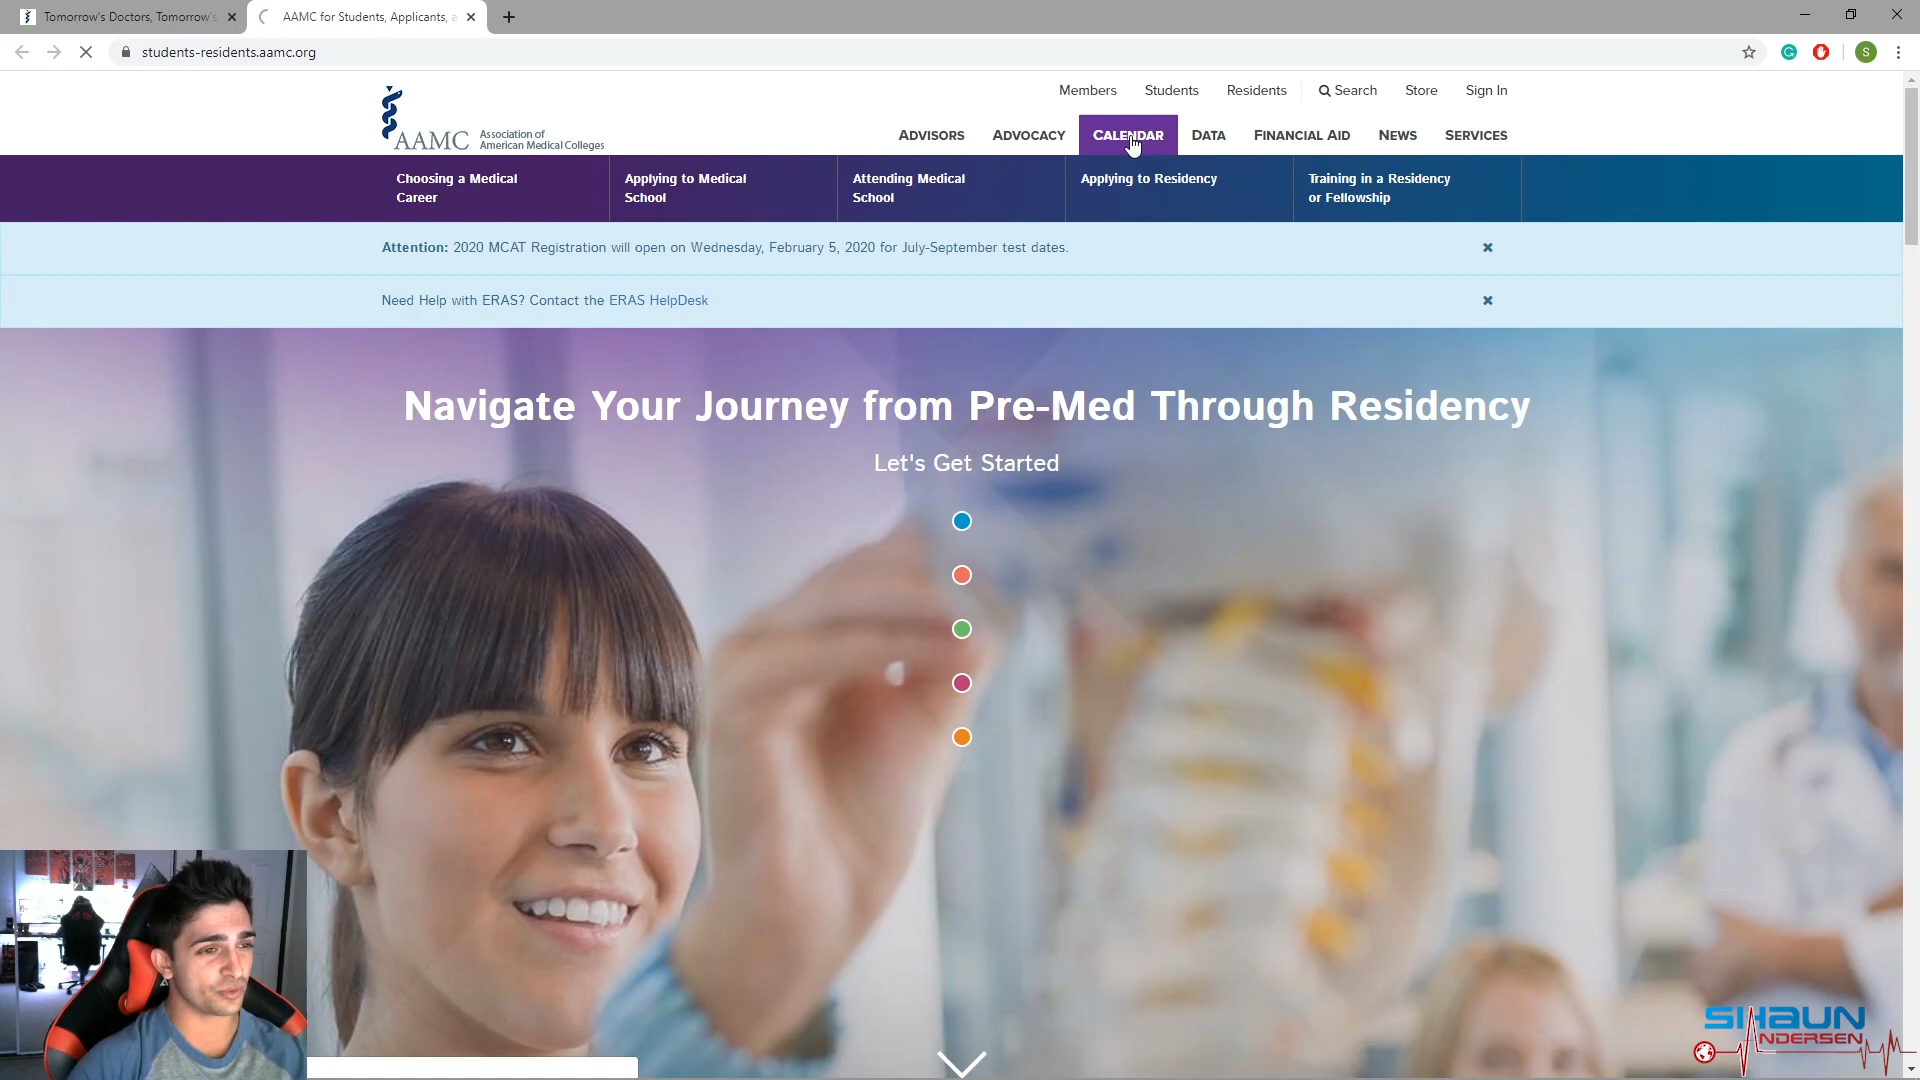 Tomorrow's Doctors, Tomorrow's
AAMC for Students, Applicants, a
students-residents.aamc.org
S
Members Students Residents Search Store Sign In
AAMC Association of
American Medical Colleges
ADVISORS ADVOCACY CALENDAR DATA FINANCIAL AID NEWS SERVICES
Choosing a Medical
Career
Applying to Medical
School
Attending Medical
School
Applying to Residency
Training in a Residency
or Fellowship
Attention: 2020 MCAT Registration will open on Wednesday, February 5, 2020 for July-September test dates.
Need Help with ERAS? Contact the ERAS HelpDesk
Navigate Your Journey from Pre-Med Through Residency
Let's Get Started
SHAUN
ANDERSEN